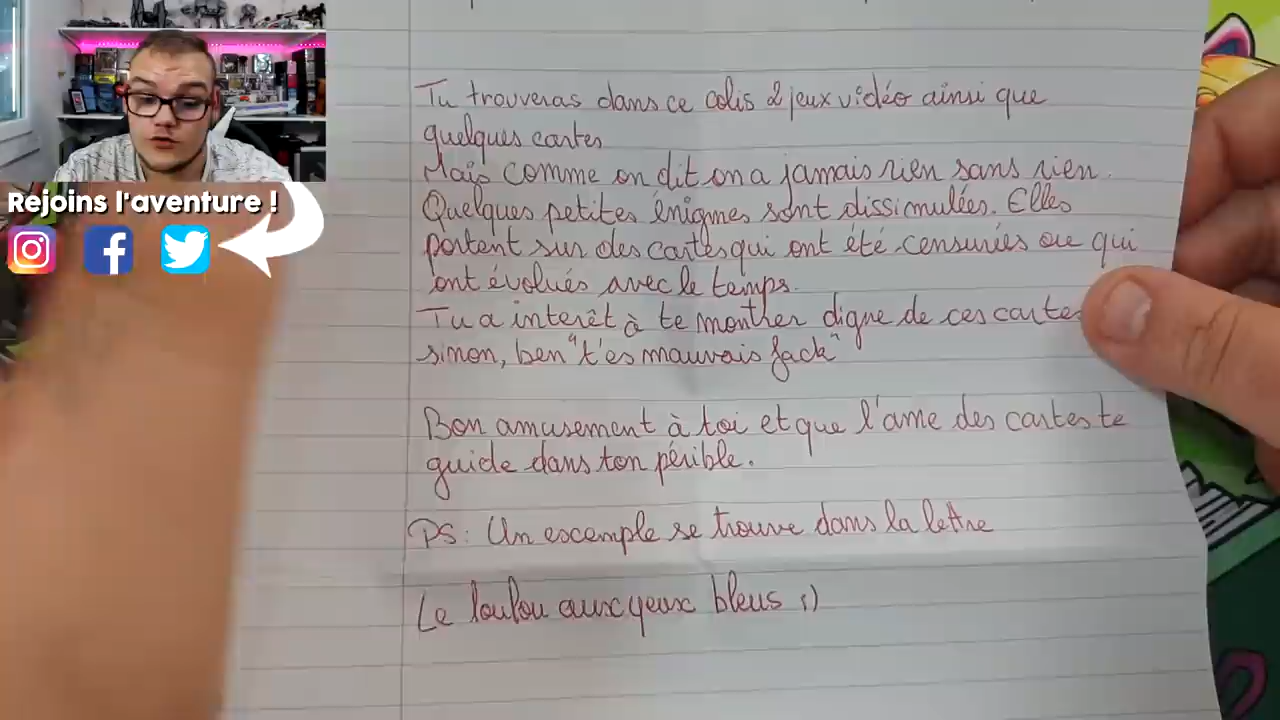 Tu trouveras dans ce colis 2 jeux vidéo ainsi que
quelques cartes
Mais comme on dit on a jamais rien sans rien.
Quelques petites énigmes sont dissimulées. Elles
portent sur des cartes qui ont été censuriés ou qui
ont évolués avec le temps.
Tu a interêt à te montrer digne de ces cartes
sinon, ben "t'es mauvais Jack"
Bon amusement à toi et que l'ame des cartes te
guide dans ton périble.
PS: Un escemple se trouve dans la lettre
Le loulou aux yeux bleus ;)
Rejoins l'aventure !